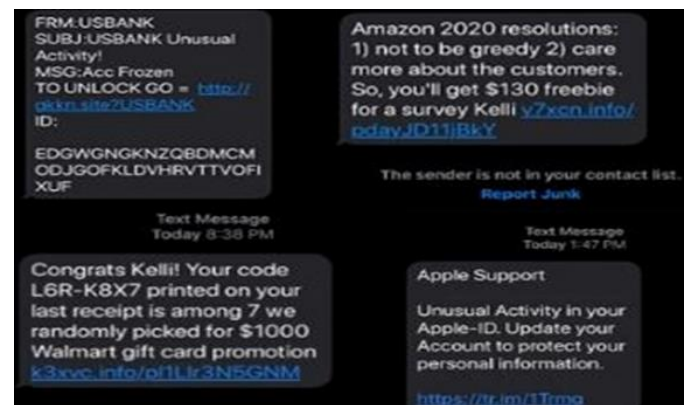 FRM:USBANK
SUBJ:USBANK Unusual
Activity!
MSG:Acc Frozen
TO UNLOCK GO = http://
gkkn.site?USBANK
ID:
EDGWGNGKNZQBDMCM
ODJGOFKLDVHRVTTVOFI
XUF
Text Message
Today 8:38 PM
Congrats Kelli! Your code
L6R-K8X7 printed on your
last receipt is among 7 we
randomly picked for $1000
Walmart gift card promotion
k3xvc.info/pl1LIr3N5GNM
Amazon 2020 resolutions:
1) not to be greedy 2) care
more about the customers.
So, you'll get $130 freebie
for a survey Kelli y7xcn.info/
pdayJD11jBkY
The sender is not in your contact list.
Report Junk
Text Message
Today 1:47 PM
Apple Support
Unusual Activity in your
Apple-ID. Update your
Account to protect your
personal information.
https://tr.im/1Trmg